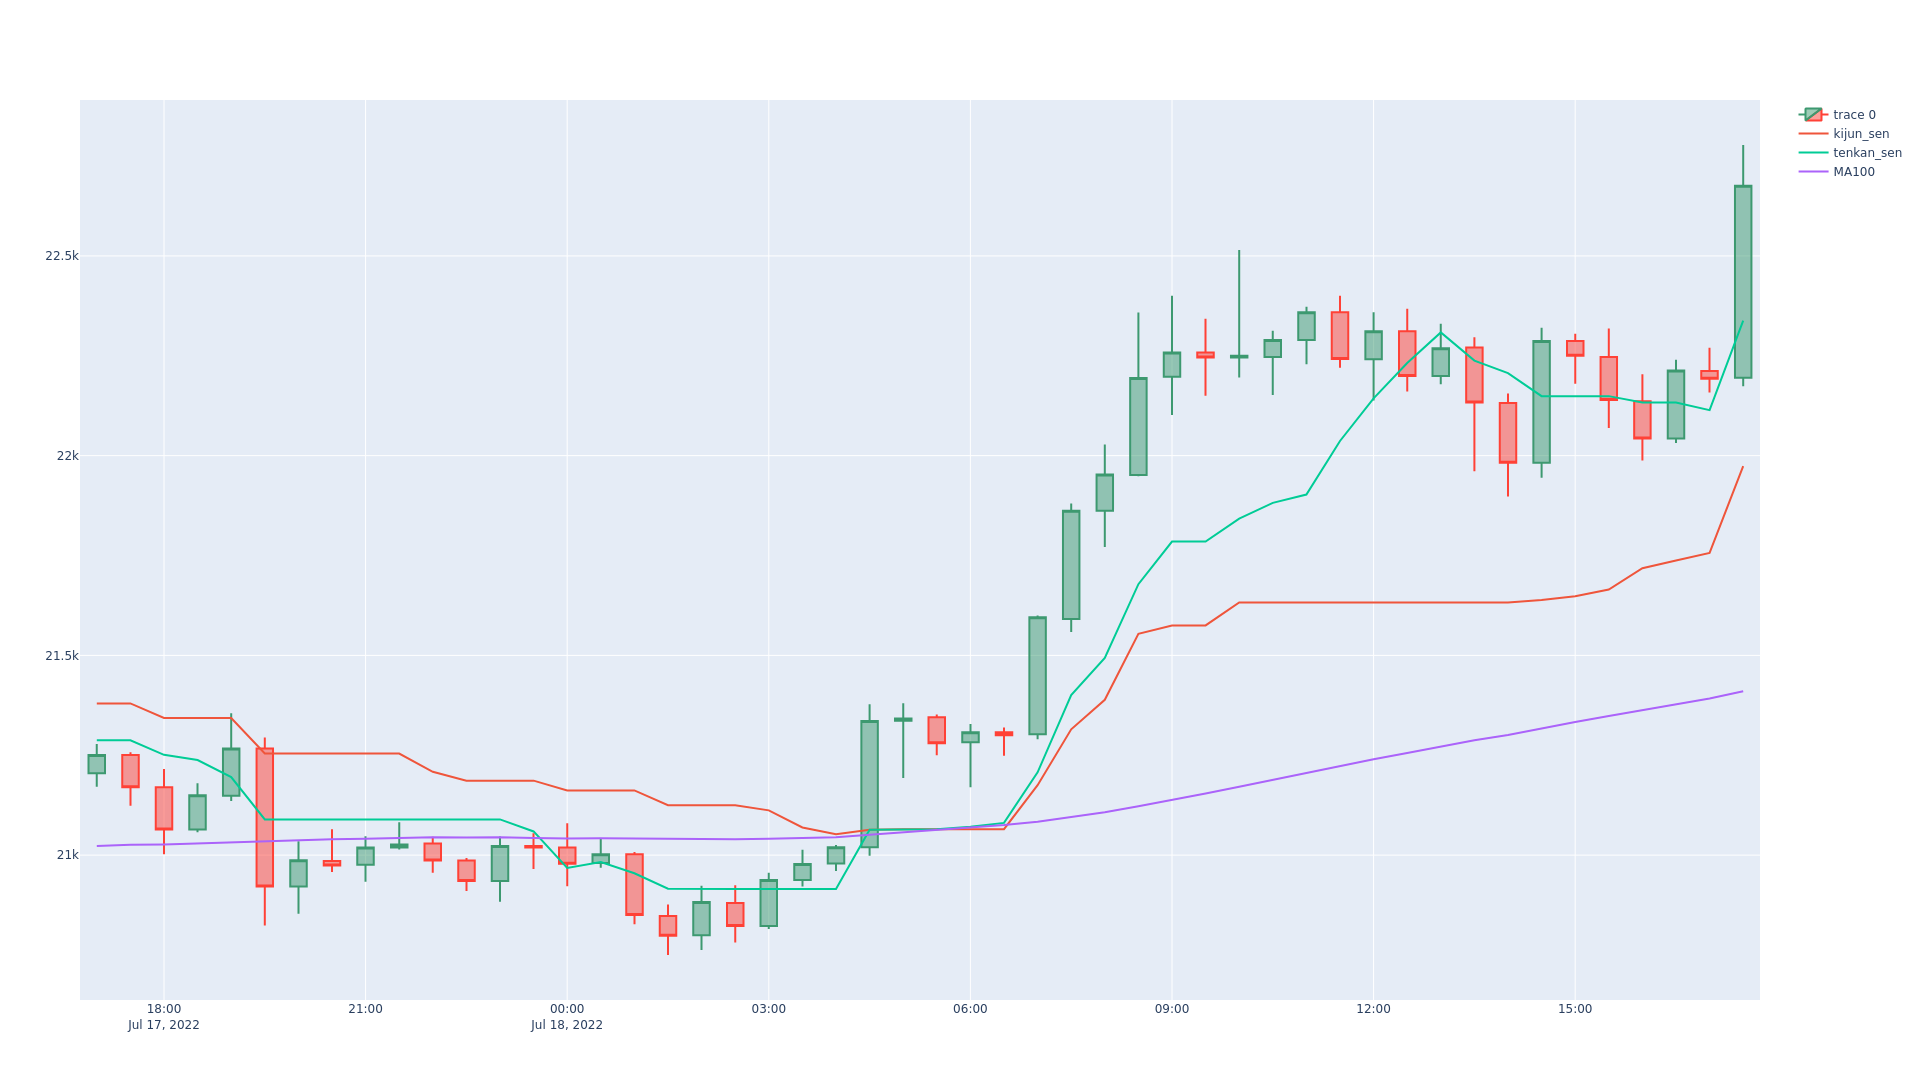 trace 0
kijun_sen
tenkan_sen
MA100
22.5k
22k
21.5k
21k
18:00 21:00 00:00 03:00 06:00 09:00 12:00 15:00
Jul 17, 2022 Jul 18, 2022